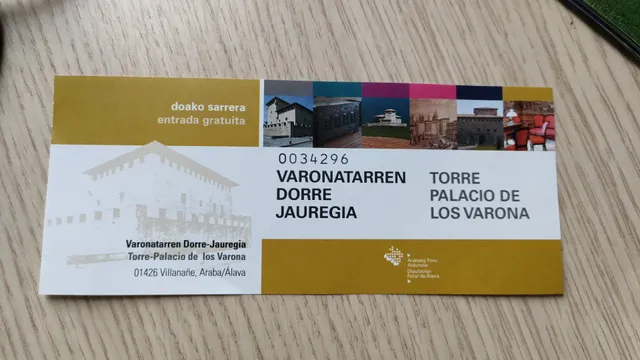 doako sarrera
entrada gratuita
Varonatarren Dorre-Jauregia
Torre-Palacio de los Varona
01426 Villanañe, Araba/Álava
0034296
VARONATARREN
DORRE
JAUREGIA
TORRE
PALACIO DE
LOS VARONA
Arabako Foru
Aldundia
Diputación
Foral de Álava